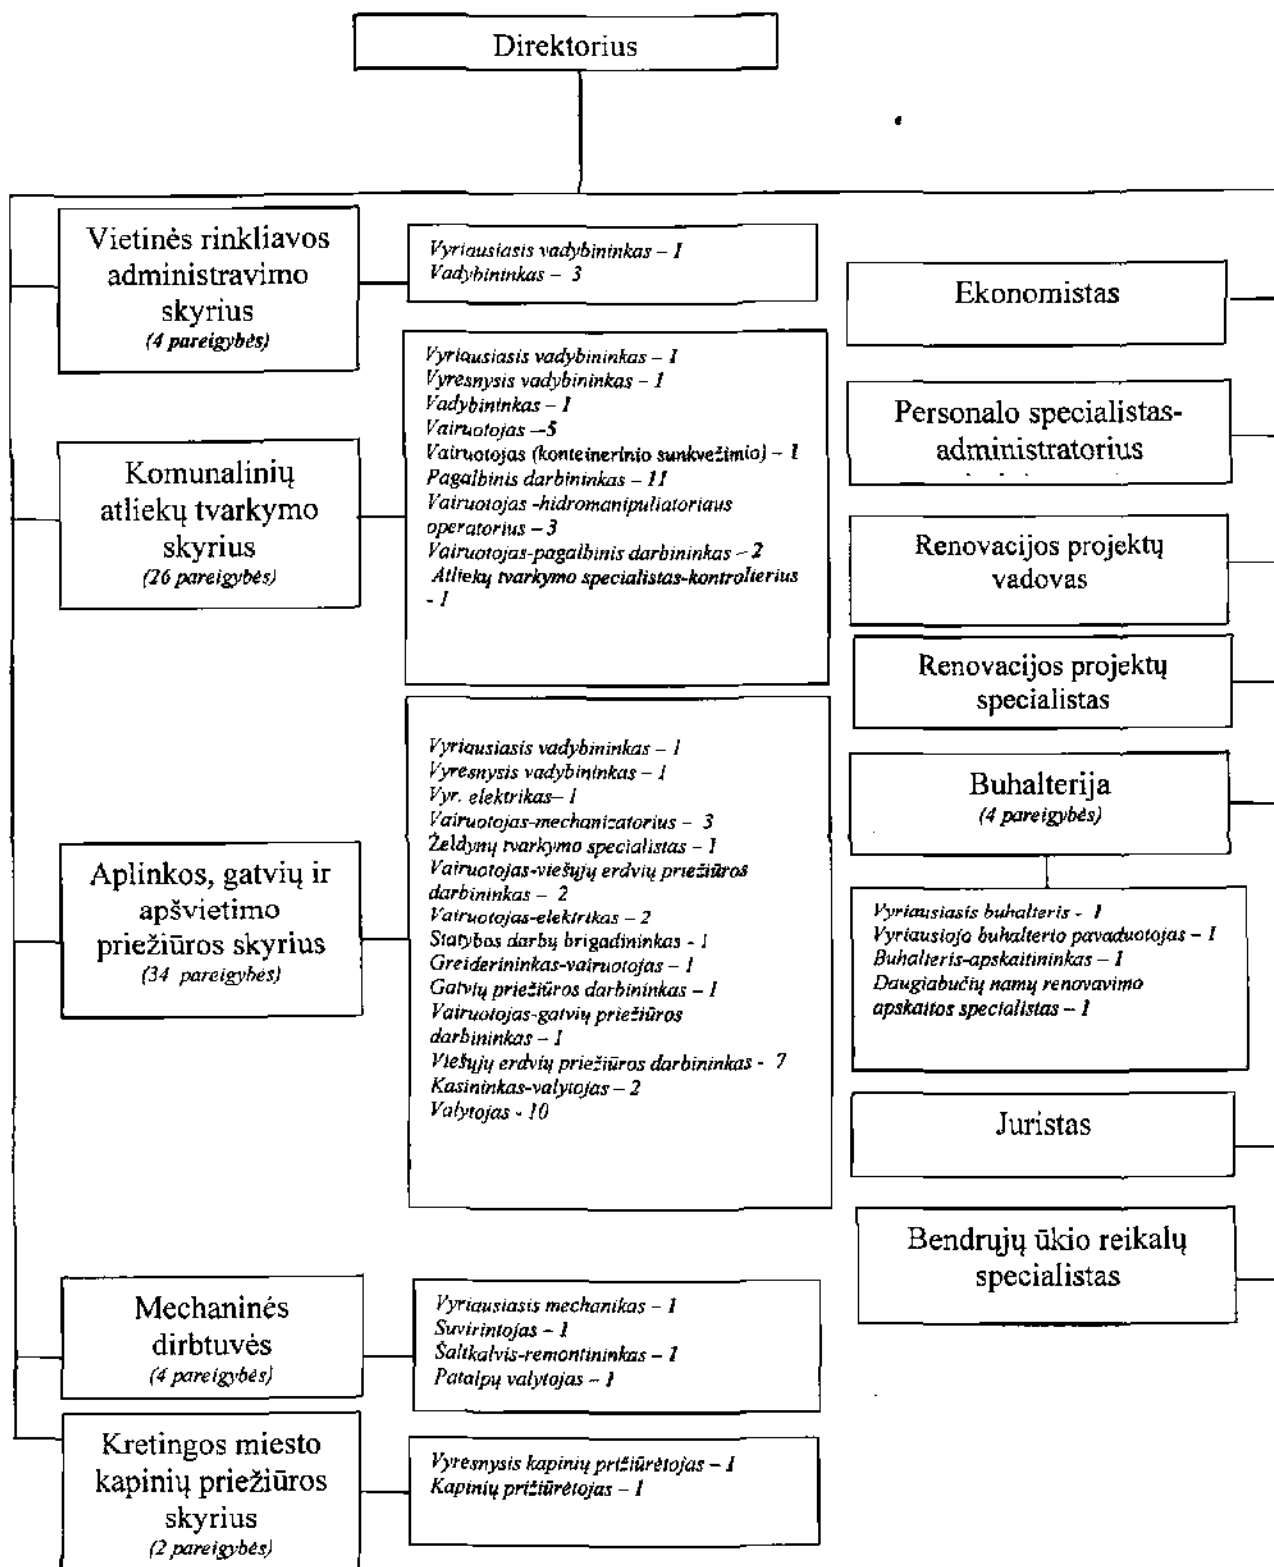 Direktorius
Vietinės rinkliavos
administravimo
skyrius
(4 pareigybės)
Vyriausiasis vadybininkas – 1
Vadybininkas – 3
Komunalinių
atliekų tvarkymo
skyrius
(26 pareigybės)
Vyriausiasis vadybininkas – 1
Vyresnysis vadybininkas – 1
Vadybininkas – 1
Vairuotojas –5
Vairuotojas (konteinerinio sunkvežimio) – 1
Pagalbinis darbininkas – 11
Vairuotojas -hidromanipuliatoriaus
operatorius – 3
Vairuotojas-pagalbinis darbininkas – 2
Atliekų tvarkymo specialistas-kontrolierius
- 1
Aplinkos, gatvių ir
apšvietimo
priežiūros skyrius
(34 pareigybės)
Vyriausiasis vadybininkas – 1
Vyresnysis vadybininkas – 1
Vyr. elektrikas– 1
Vairuotojas-mechanizatorius – 3
Želdynų tvarkymo specialistas – 1
Vairuotojas-viešųjų erdvių priežiūros
darbininkas – 2
Vairuotojas-elektrikas – 2
Statybos darbų brigadininkas - 1
Greiderininkas-vairuotojas – 1
Gatvių priežiūros darbininkas – 1
Vairuotojas-gatvių priežiūros
darbininkas – 1
Viešųjų erdvių priežiūros darbininkas - 7
Kasininkas-valytojas – 2
Valytojas - 10
Mechaninės
dirbtuvės
(4 pareigybės)
Vyriausiasis mechanikas – 1
Suvirintojas – 1
Šaltkalvis-remontininkas – 1
Patalpų valytojas – 1
Kretingos miesto
kapinių priežiūros
skyrius
(2 pareigybės)
Vyresnysis kapinių prižiūrėtojas – 1
Kapinių prižiūrėtojas – 1
Ekonomistas
Personalo specialistas-
administratorius
Renovacijos projektų
vadovas
Renovacijos projektų
specialistas
Buhalterija
(4 pareigybės)
Vyriausiasis buhalteris - 1
Vyriausiojo buhalterio pavaduotojas – 1
Buhalteris-apskaitininkas – 1
Daugiabučių namų renovavimo
apskaitos specialistas – 1
Juristas
Bendrųjų ūkio reikalų
specialistas